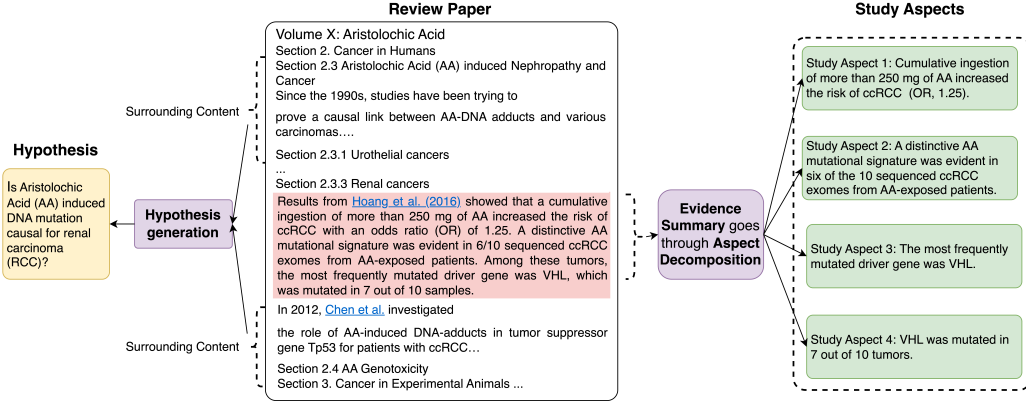 Review Paper
Study Aspects
Hypothesis
Is Aristolochic
Acid (AA) induced
DNA mutation
causal for renal
carcinoma
(RCC)?
Hypothesis
generation
Surrounding Content
Surrounding Content
Volume X: Aristolochic Acid
Section 2. Cancer in Humans
Section 2.3 Aristolochic Acid (AA) induced Nephropathy and
Cancer
Since the 1990s, studies have been trying to
prove a causal link between AA-DNA adducts and various
carcinomas….
Section 2.3.1 Urothelial cancers
...
Section 2.3.3 Renal cancers
Results from Hoang et al. (2016) showed that a cumulative
ingestion of more than 250 mg of AA increased the risk of
ccRCC with an odds ratio (OR) of 1.25. A distinctive AA
mutational signature was evident in 6/10 sequenced ccRCC
exomes from AA-exposed patients. Among these tumors,
the most frequently mutated driver gene was VHL, which
was mutated in 7 out of 10 samples.
In 2012, Chen et al. investigated
the role of AA-induced DNA-adducts in tumor suppressor
gene Tp53 for patients with ccRCC…
Section 2.4 AA Genotoxicity
Section 3. Cancer in Experimental Animals ...
Evidence
Summary goes
through Aspect
Decomposition
Study Aspect 1: Cumulative ingestion
of more than 250 mg of AA increased
the risk of ccRCC (OR, 1.25).
Study Aspect 2: A distinctive AA
mutational signature was evident in
six of the 10 sequenced ccRCC
exomes from AA-exposed patients.
Study Aspect 3: The most frequently
mutated driver gene was VHL.
Study Aspect 4: VHL was mutated in
7 out of 10 tumors.